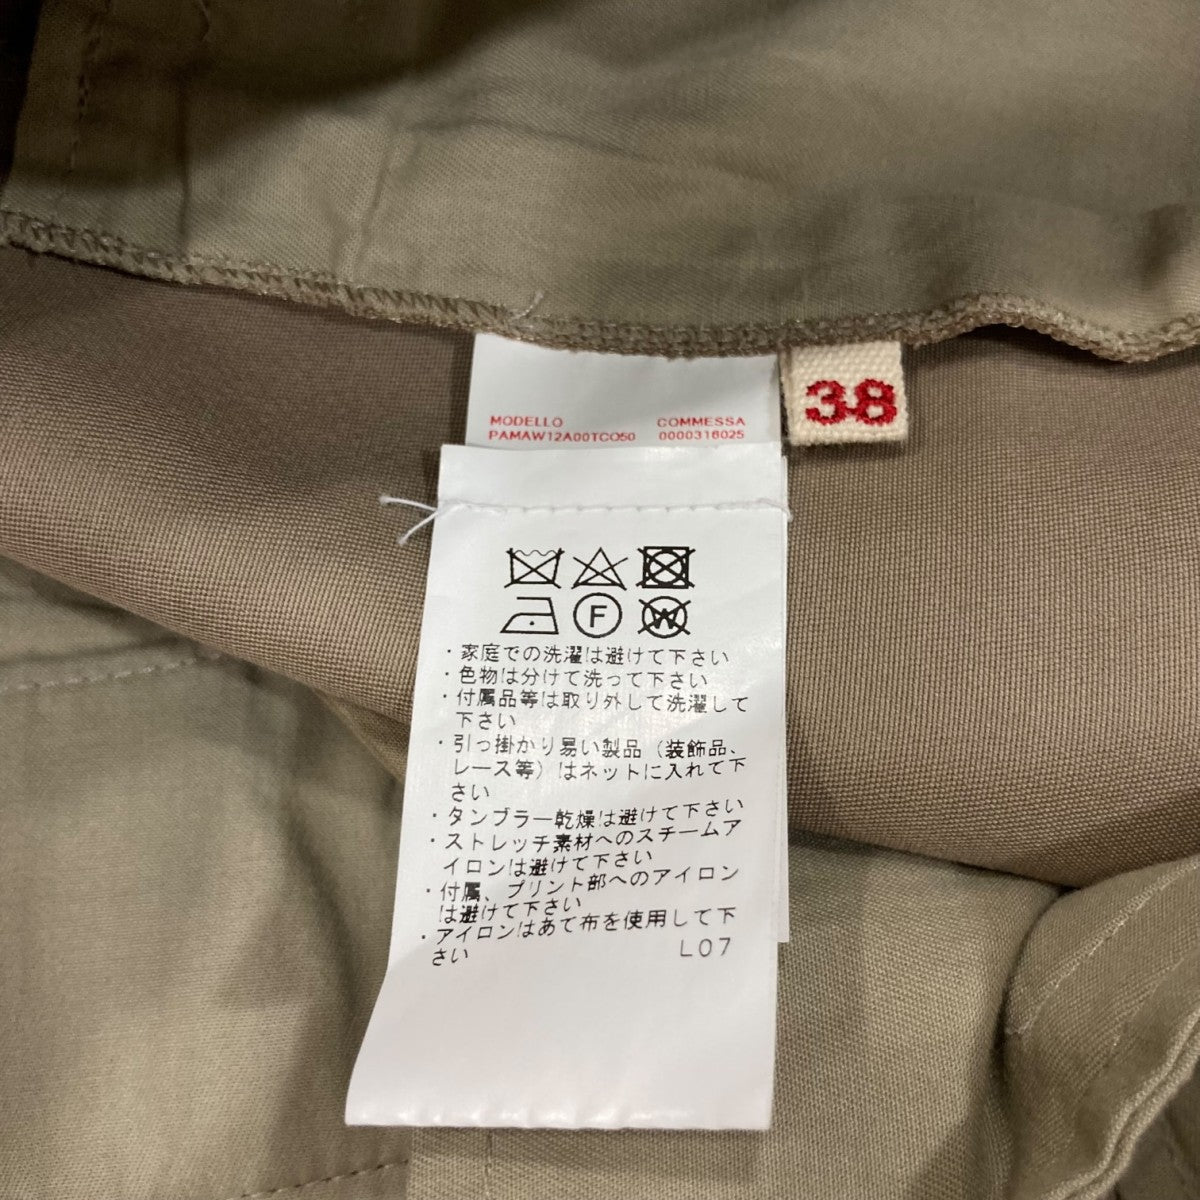 MODELLO COMMESSA
PAMAW12A00TCO50 0000316025
38
F
W
・家庭での洗濯は避けて下さい
・色物は分けて洗って下さい
・付属品等は取り外して洗濯して
下さい
・引っ掛かり易い製品（装飾品、
レース等）はネットに入れて下
さい
・タンブラー乾燥は避けて下さい
・ストレッチ素材へのスチームア
イロンは避けて下さい
・付属、プリント部へのアイロン
は避けて下さい
・アイロンはあて布を使用して下
さい
L07